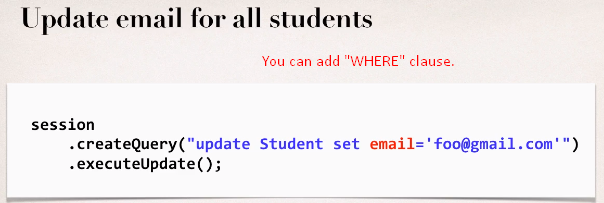 Update email for all students
You can add "WHERE" clause.
session
.createQuery("update Student set email='foo@gmail.com'")
.executeUpdate();